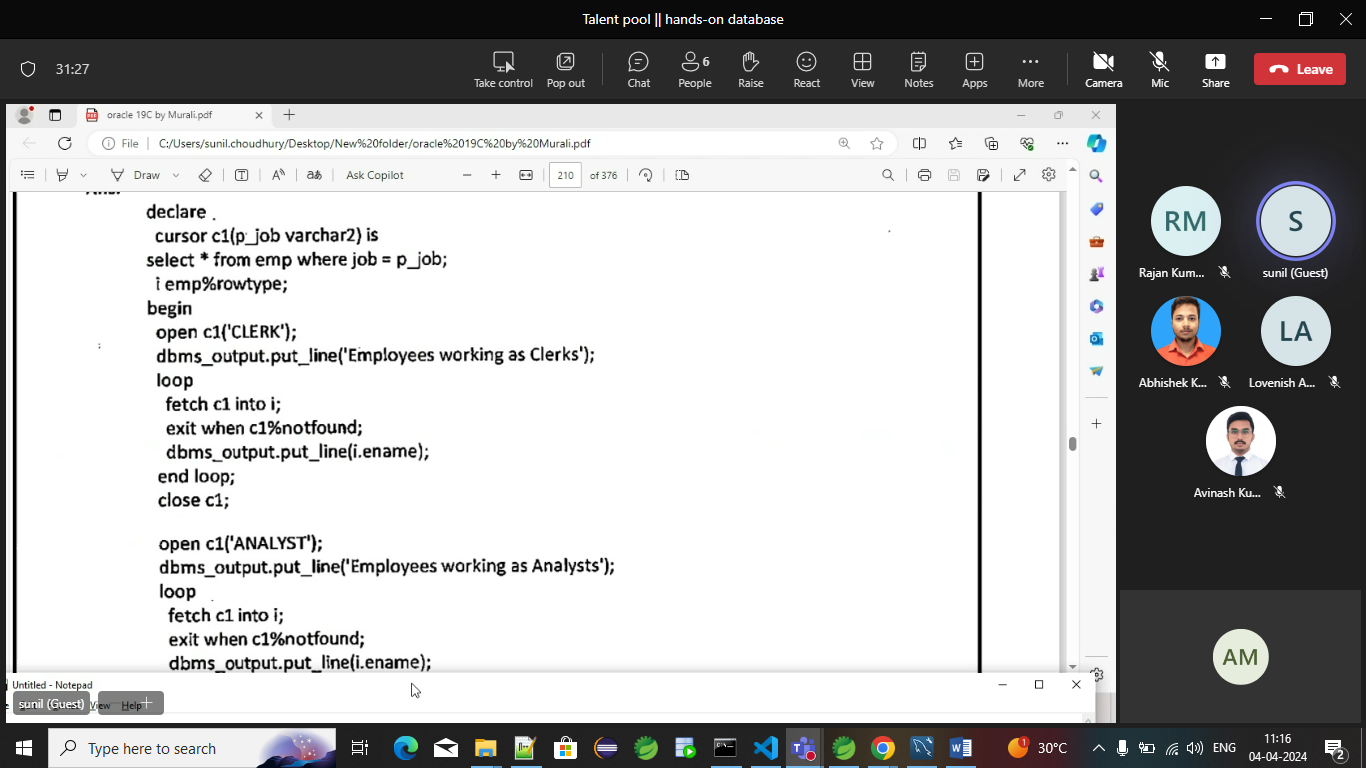 Talent pool || hands-on database
31:27
Take control
Pop out
Chat
6
People
Raise
React
View
Notes
Apps
More
Camera
Mic
Share
Leave
oracle 19C by Murali.pdf
File
C:/Users/sunil.choudhury/Desktop/New%20folder/oracle%2019C%20by%20Murali.pdf
Draw
Ask Copilot
210
of 376
declare
cursor c1(p_job varchar2) is
select * from emp where job = p_job;
i emp%rowtype;
begin
open c1('CLERK');
dbms_output.put_line('Employees working as Clerks');
loop
fetch c1 into i;
exit when c1%notfound;
dbms_output.put_line(i.ename);
end loop;
close c1;
open c1('ANALYST');
dbms_output.put_line('Employees working as Analysts');
loop
fetch c1 into i;
exit when c1%notfound;
dbms_output.put_line(i.ename);
Untitled - Notepad
sunil (Guest)
View
Help
RM
Rajan Kum...
S
sunil (Guest)
Abhishek K...
LA
Lovenish A...
Avinash Ku...
AM
Type here to search
1
30°C
ENG
11:16
04-04-2024
2